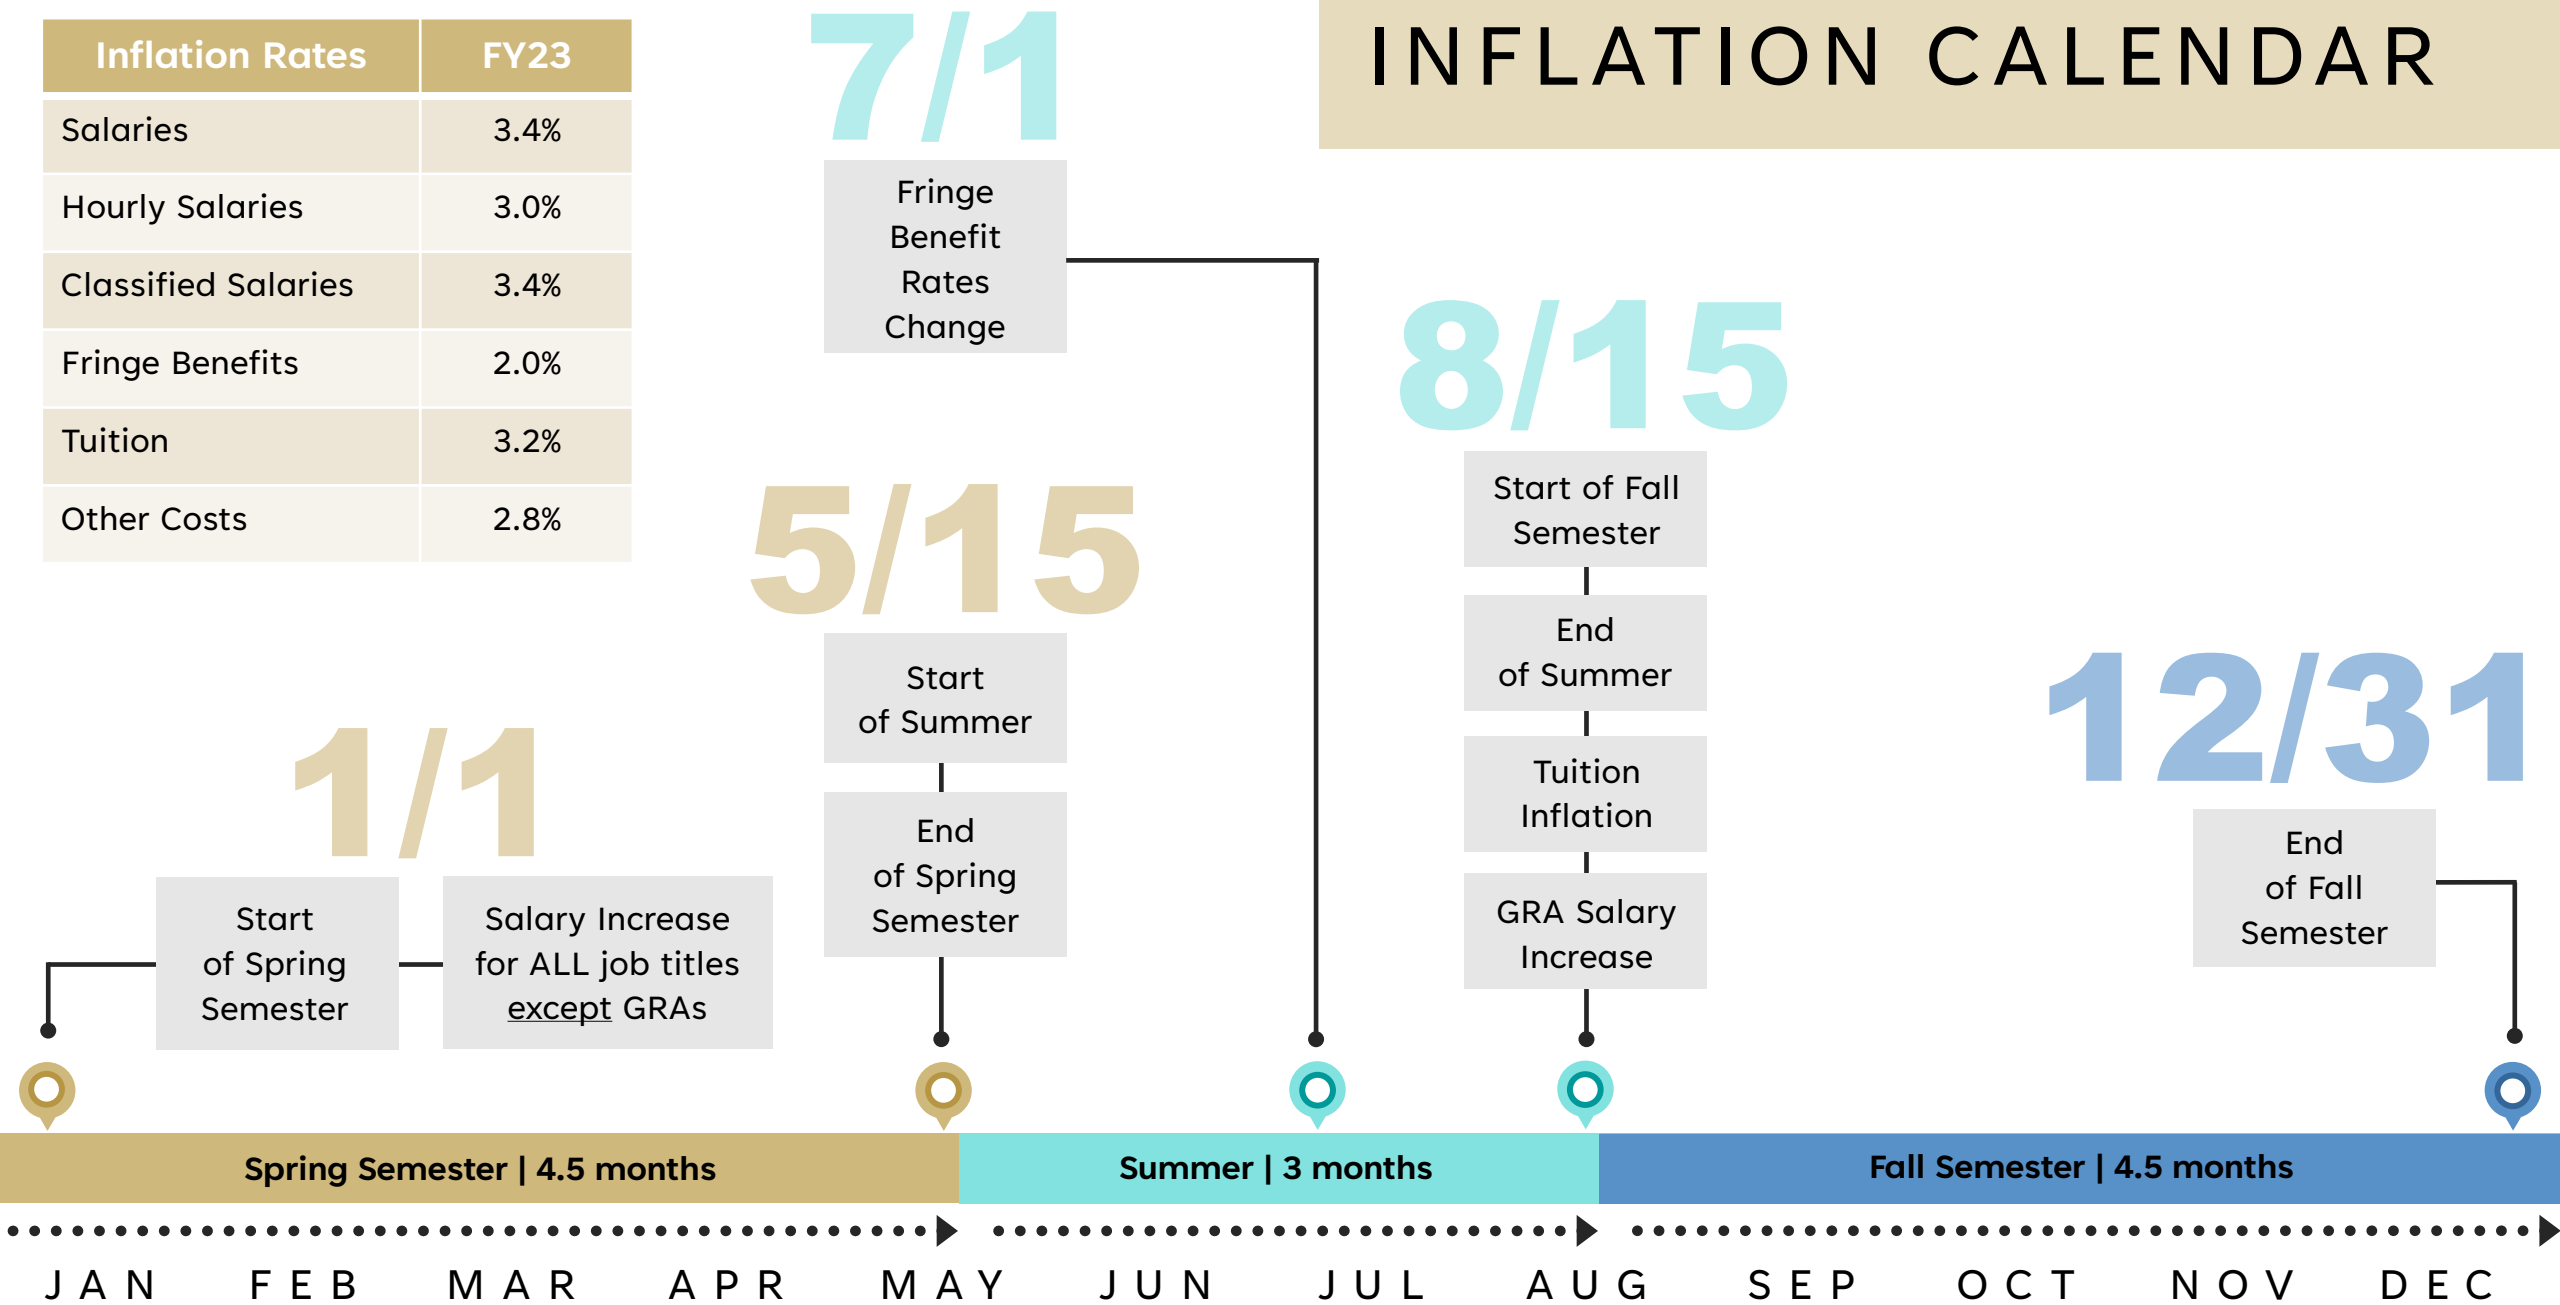 INFLATION CALENDAR
Inflation Rates FY23
Salaries 3.4%
Hourly Salaries 3.0%
Classified Salaries 3.4%
Fringe Benefits 2.0%
Tuition 3.2%
Other Costs 2.8%
7/1
Fringe
Benefit
Rates
Change
8/15
Start of Fall
Semester
End
of Summer
Tuition
Inflation
GRA Salary
Increase
5/15
Start
of Summer
End
of Spring
Semester
12/31
End
of Fall
Semester
1/1
Start
of Spring
Semester
Salary Increase
for ALL job titles
except GRAs
Spring Semester | 4.5 months
Summer | 3 months
Fall Semester | 4.5 months
JAN FEB MAR APR MAY JUN JUL AUG SEP OCT NOV DEC